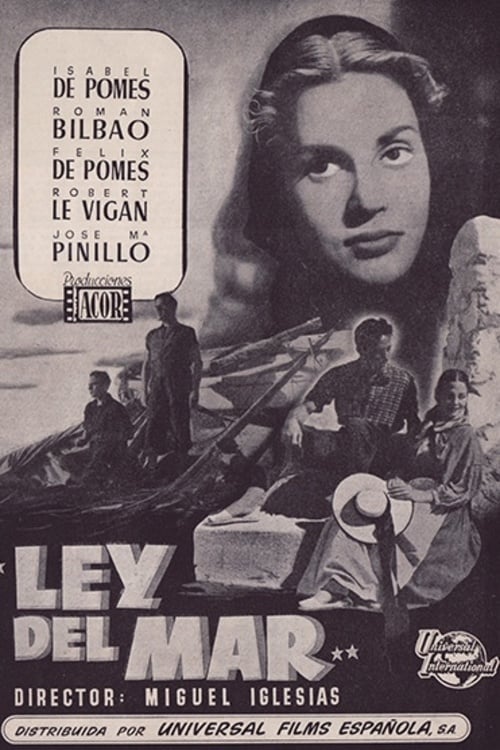 ISABEL
DE POMES
ROMAN
BILBAO
FELIX
DE POMES
ROBERT
LE VIGAN
JOSE Mª
PINILLO
Producciones
ACOR
LEY
DEL MAR
Universal
International
DIRECTOR: MIGUEL IGLESIAS
DISTRIBUIDA POR UNIVERSAL FILMS ESPAÑOLA, S.A.